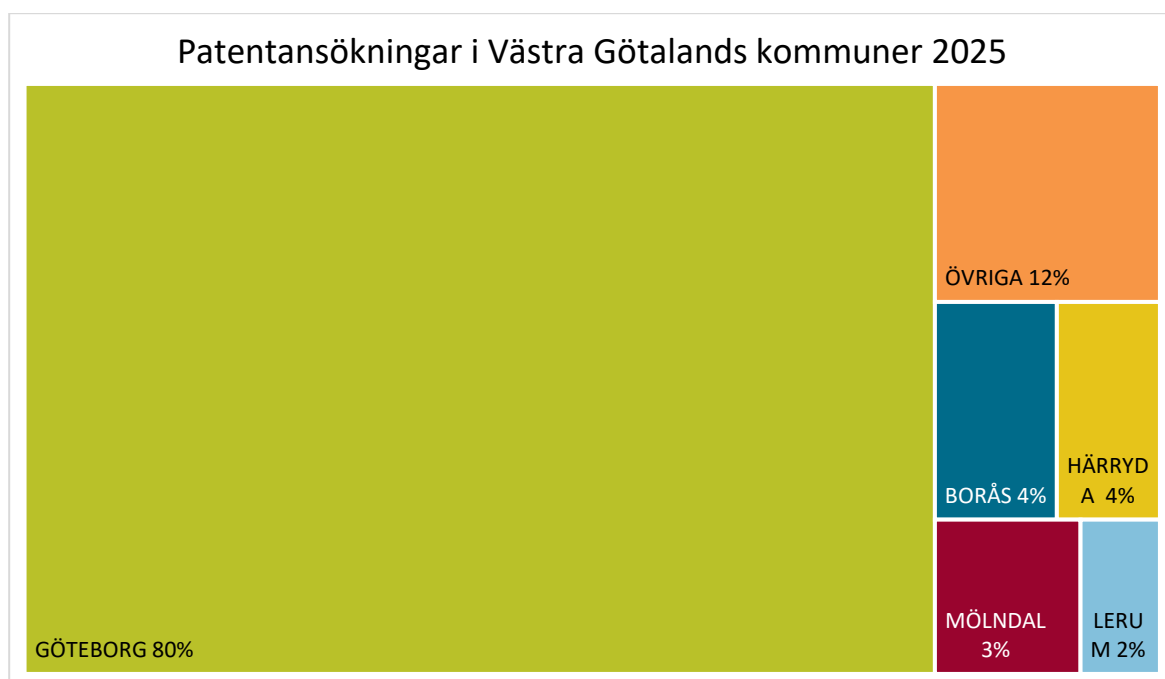 Patentansökningar i Västra Götalands kommuner 2025
GÖTEBORG 80%
ÖVRIGA 12%
BORÅS 4%
HÄRRYD
A 4%
MÖLNDAL
3%
LERU
M 2%